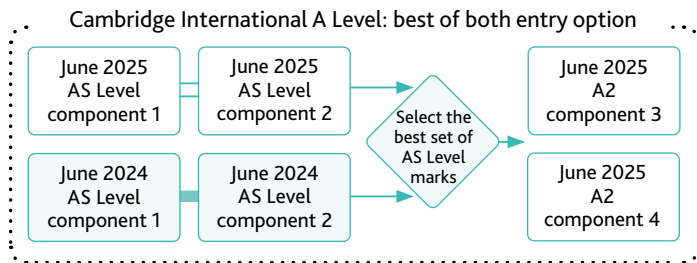 Cambridge International A Level: best of both entry option
June 2025
AS Level
component 1
June 2025
AS Level
component 2
Select the
best set of
AS Level
marks
June 2025
A2
component 3
June 2024
AS Level
component 1
June 2024
AS Level
component 2
June 2025
A2
component 4